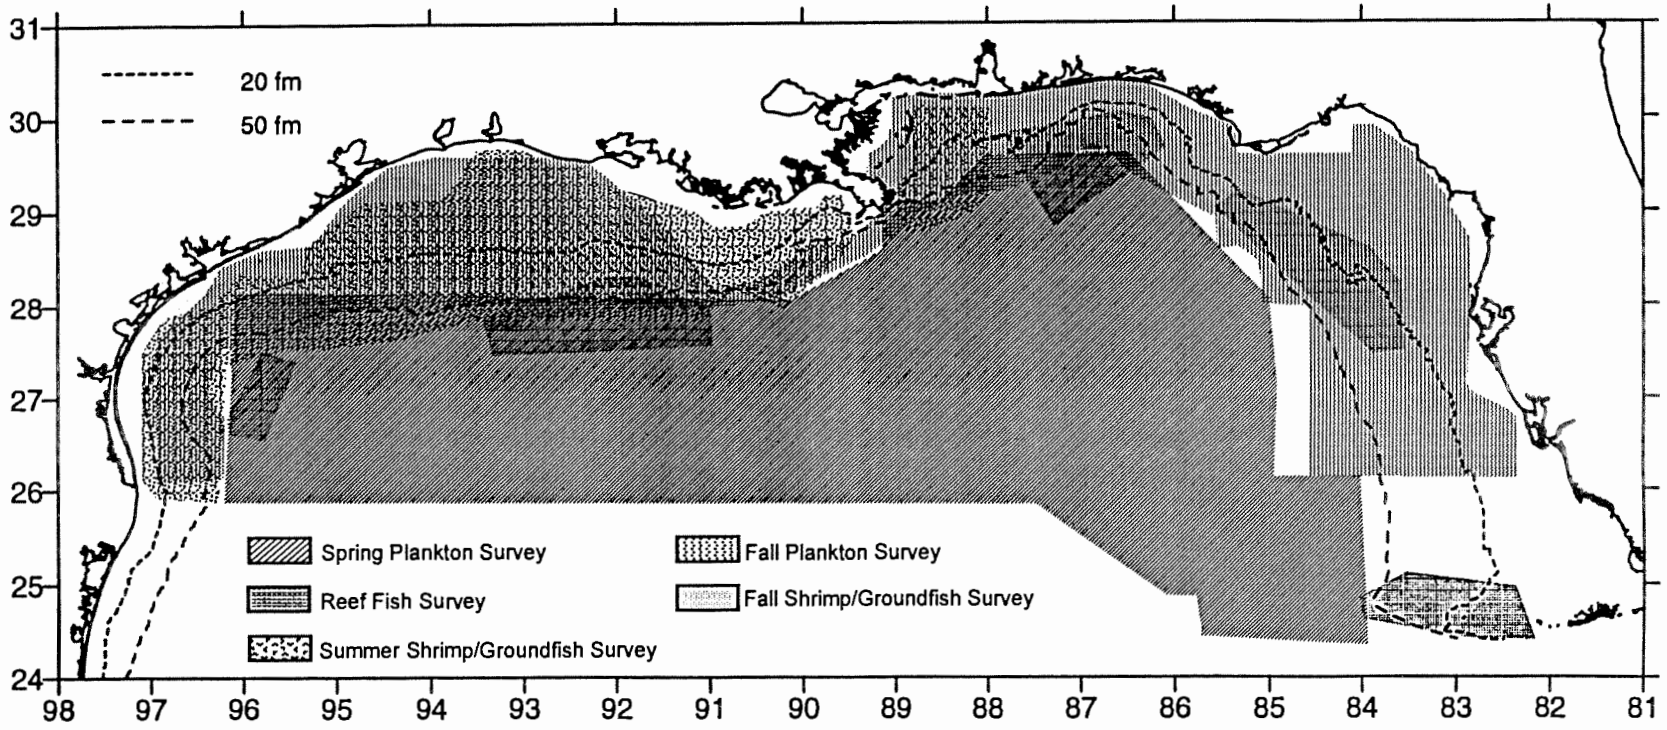 31
30
29
28
27
26
25
24
20 fm
50 fm
Spring Plankton Survey
Reef Fish Survey
Summer Shrimp/Groundfish Survey
Fall Plankton Survey
Fall Shrimp/Groundfish Survey
98 97 96 95 94 93 92 91 90 89 88 87 86 85 84 83 82 81